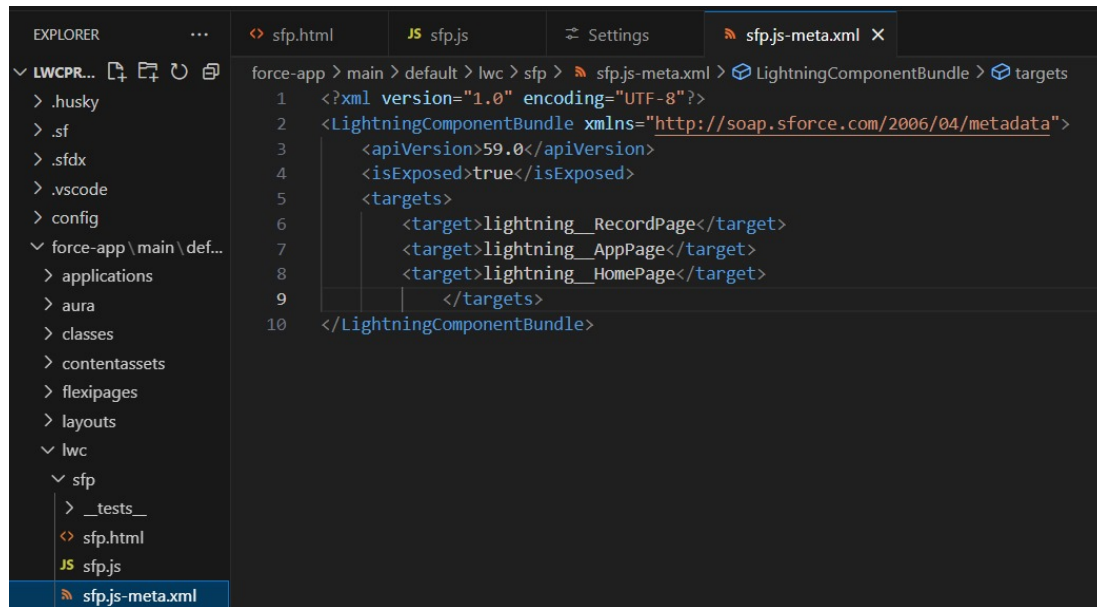 EXPLORER ...
LWCPR...
.husky
.sf
.sfdx
.vscode
config
force-app\main\def...
applications
aura
classes
contentassets
flexipages
layouts
lwc
sfp
__tests__
<> sfp.html
JS sfp.js
sfp.js-meta.xml
<> sfp.html JS sfp.js Settings sfp.js-meta.xml ×
force-app > main > default > lwc > sfp > sfp.js-meta.xml > LightningComponentBundle > targets
1 <?xml version="1.0" encoding="UTF-8"?>
2 <LightningComponentBundle xmlns="http://soap.sforce.com/2006/04/metadata">
3 <apiVersion>59.0</apiVersion>
4 <isExposed>true</isExposed>
5 <targets>
6 <target>lightning__RecordPage</target>
7 <target>lightning__AppPage</target>
8 <target>lightning__HomePage</target>
9 </targets>
10 </LightningComponentBundle>